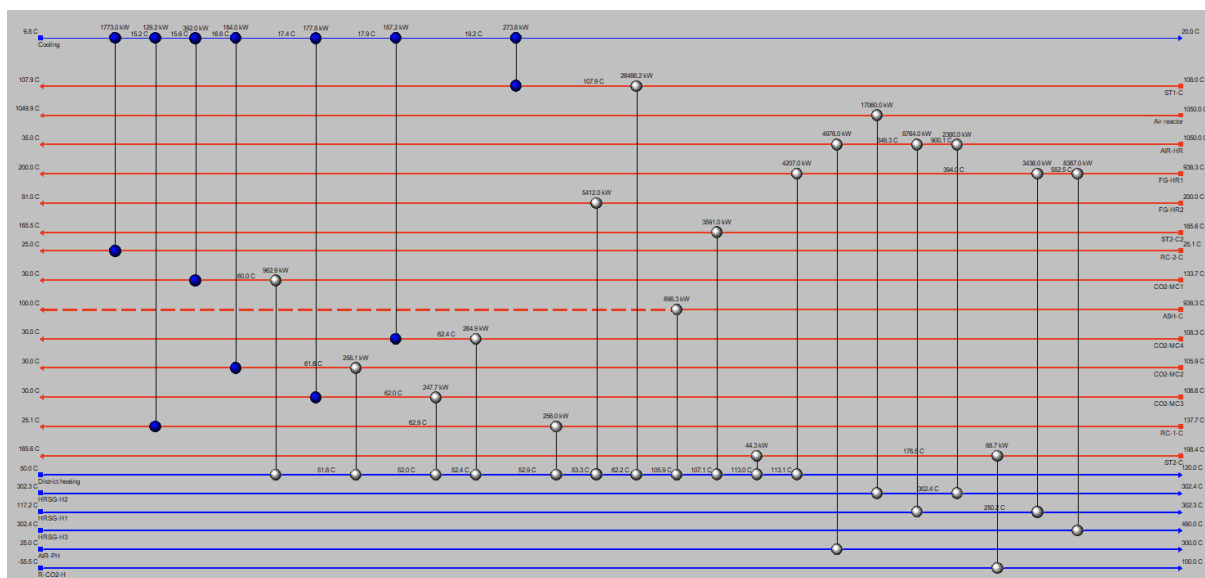 1773.0 kW 129.2 kW 392.0 kW 184.0 kW 177.8 kW 187.2 kW 273.8 kW
9.8 C 15.2 C 15.6 C 16.8 C 17.4 C 17.9 C 19.2 C 20.0 C
Cooling
26486.2 kW
107.9 C 107.9 C 108.0 C
ST1-C
17060.0 kW
1049.9 C 1050.0 C
Air reactor
4976.0 kW 8784.0 kW 2380.0 kW
35.0 C 348.3 C 900.1 C 1050.0 C
AIR-HR
4207.0 kW 3436.0 kW 8367.0 kW
200.0 C 394.0 C 552.5 C 938.3 C
FG-HR1
5412.0 kW
81.0 C 200.0 C
FG-HR2
3591.0 kW
165.5 C 165.6 C
ST2-C2
25.0 C 25.1 C
RC-2-C
962.9 kW
30.0 C 60.0 C 133.7 C
CO2-MC1
698.3 kW
100.0 C 938.3 C
ASH-C
264.9 kW
30.0 C 62.4 C 108.3 C
CO2-MC4
258.1 kW
30.0 C 61.6 C 105.9 C
CO2-MC2
247.7 kW
30.0 C 62.0 C 106.6 C
CO2-MC3
256.0 kW
25.1 C 62.9 C 137.7 C
RC-1-C
44.3 kW 68.7 kW
165.6 C 176.5 C 198.4 C
ST2-C
50.0 C 51.6 C 52.0 C 52.4 C 52.9 C 53.3 C 62.2 C 105.9 C 107.1 C 113.0 C 113.1 C 120.0 C
District heating
302.3 C 302.4 C 302.4 C
HRSG-H2
117.2 C 250.2 C 302.3 C
HRSG-H1
302.4 C 480.0 C
HRSG-H3
25.0 C 300.0 C
AIR-PH
-55.5 C 100.0 C
R-CO2-H